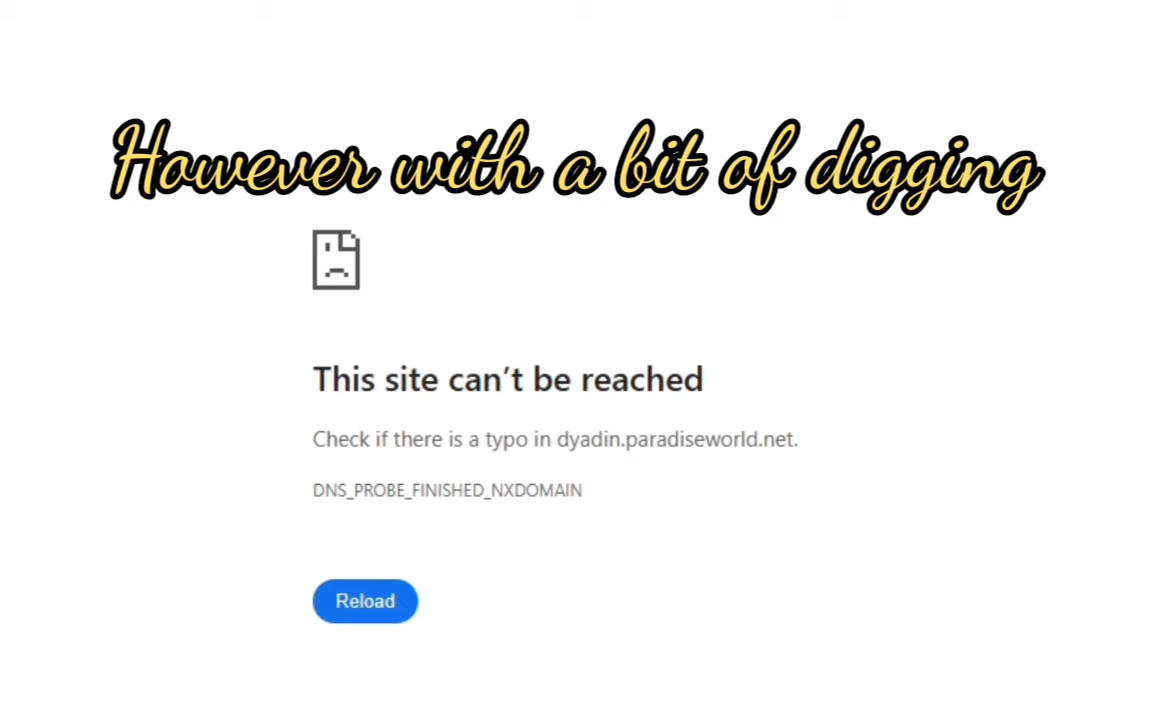 However with a bit of digging
This site can’t be reached
Check if there is a typo in dyadin.paradiseworld.net.
DNS_PROBE_FINISHED_NXDOMAIN
Reload